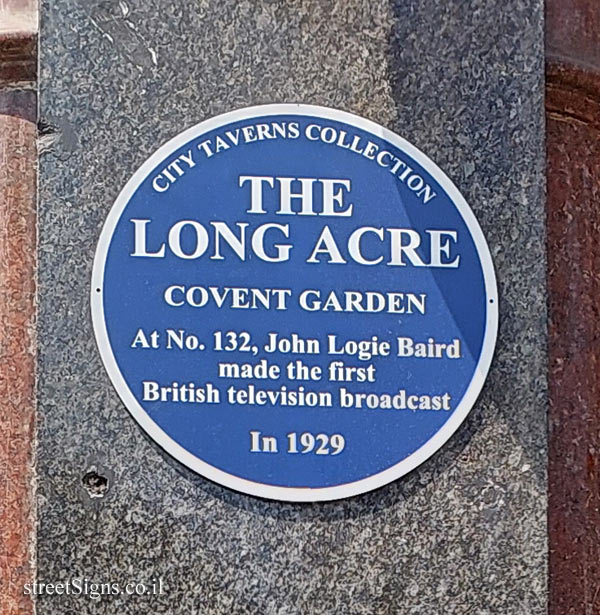 CITY TAVERNS COLLECTION
THE
LONG ACRE
COVENT GARDEN
At No. 132, John Logie Baird
made the first
British television broadcast
In 1929
streetSigns.co.il